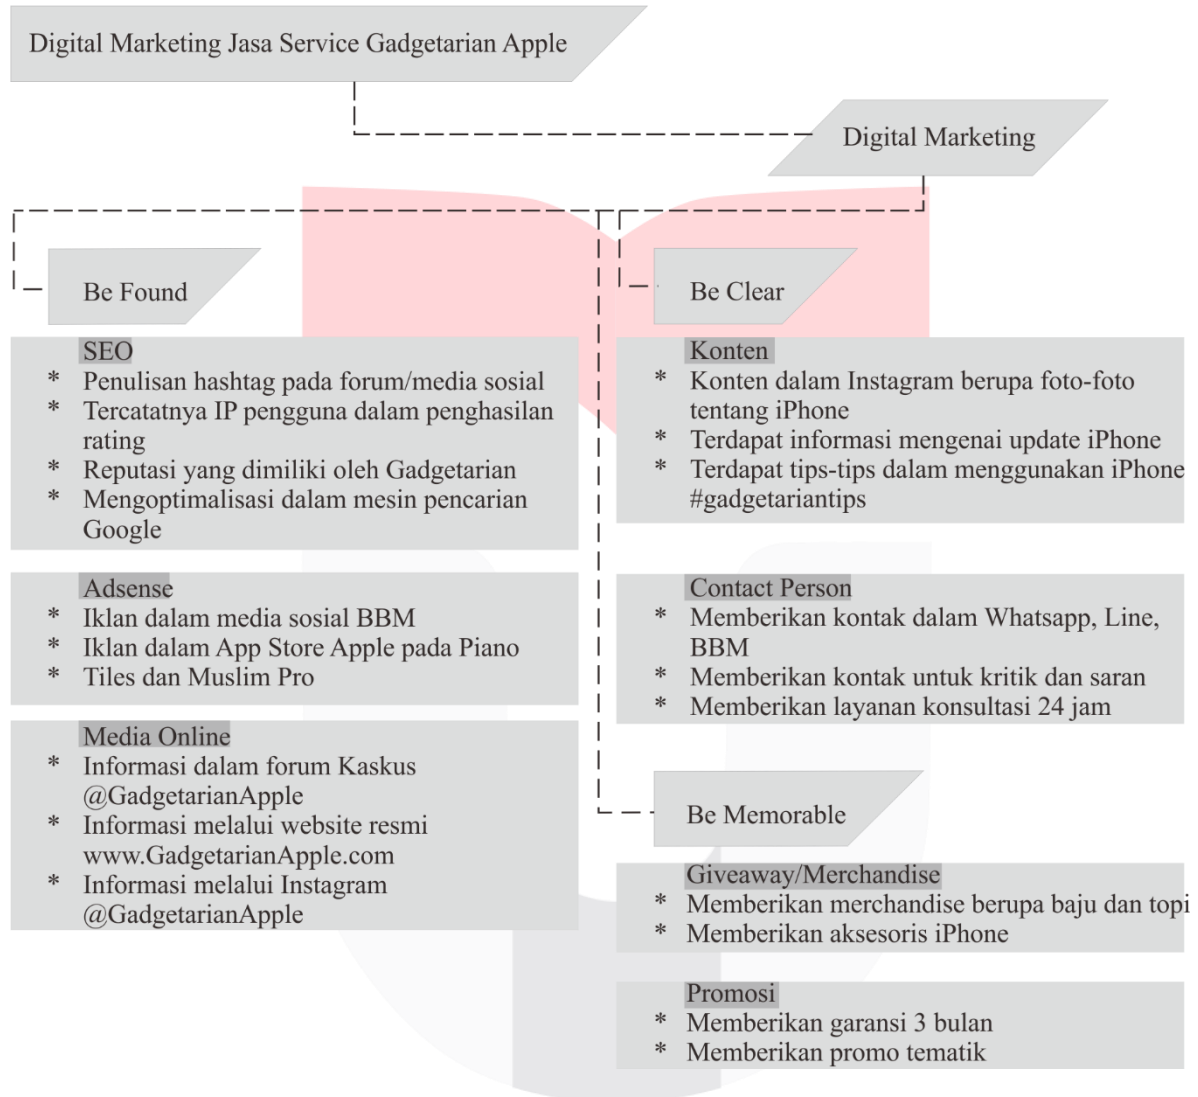 Digital Marketing Jasa Service Gadgetarian Apple
Digital Marketing
Be Found
SEO
* Penulisan hashtag pada forum/media sosial
* Tercatatnya IP pengguna dalam penghasilan
rating
* Reputasi yang dimiliki oleh Gadgetarian
* Mengoptimalisasi dalam mesin pencarian
Google
Adsense
* Iklan dalam media sosial BBM
* Iklan dalam App Store Apple pada Piano
* Tiles dan Muslim Pro
Media Online
* Informasi dalam forum Kaskus
@GadgetarianApple
* Informasi melalui website resmi
www.GadgetarianApple.com
* Informasi melalui Instagram
@GadgetarianApple
Be Clear
Konten
* Konten dalam Instagram berupa foto-foto
tentang iPhone
* Terdapat informasi mengenai update iPhone
* Terdapat tips-tips dalam menggunakan iPhone
#gadgetariantips
Contact Person
* Memberikan kontak dalam Whatsapp, Line,
BBM
* Memberikan kontak untuk kritik dan saran
* Memberikan layanan konsultasi 24 jam
Be Memorable
Giveaway/Merchandise
* Memberikan merchandise berupa baju dan topi
* Memberikan aksesoris iPhone
Promosi
* Memberikan garansi 3 bulan
* Memberikan promo tematik